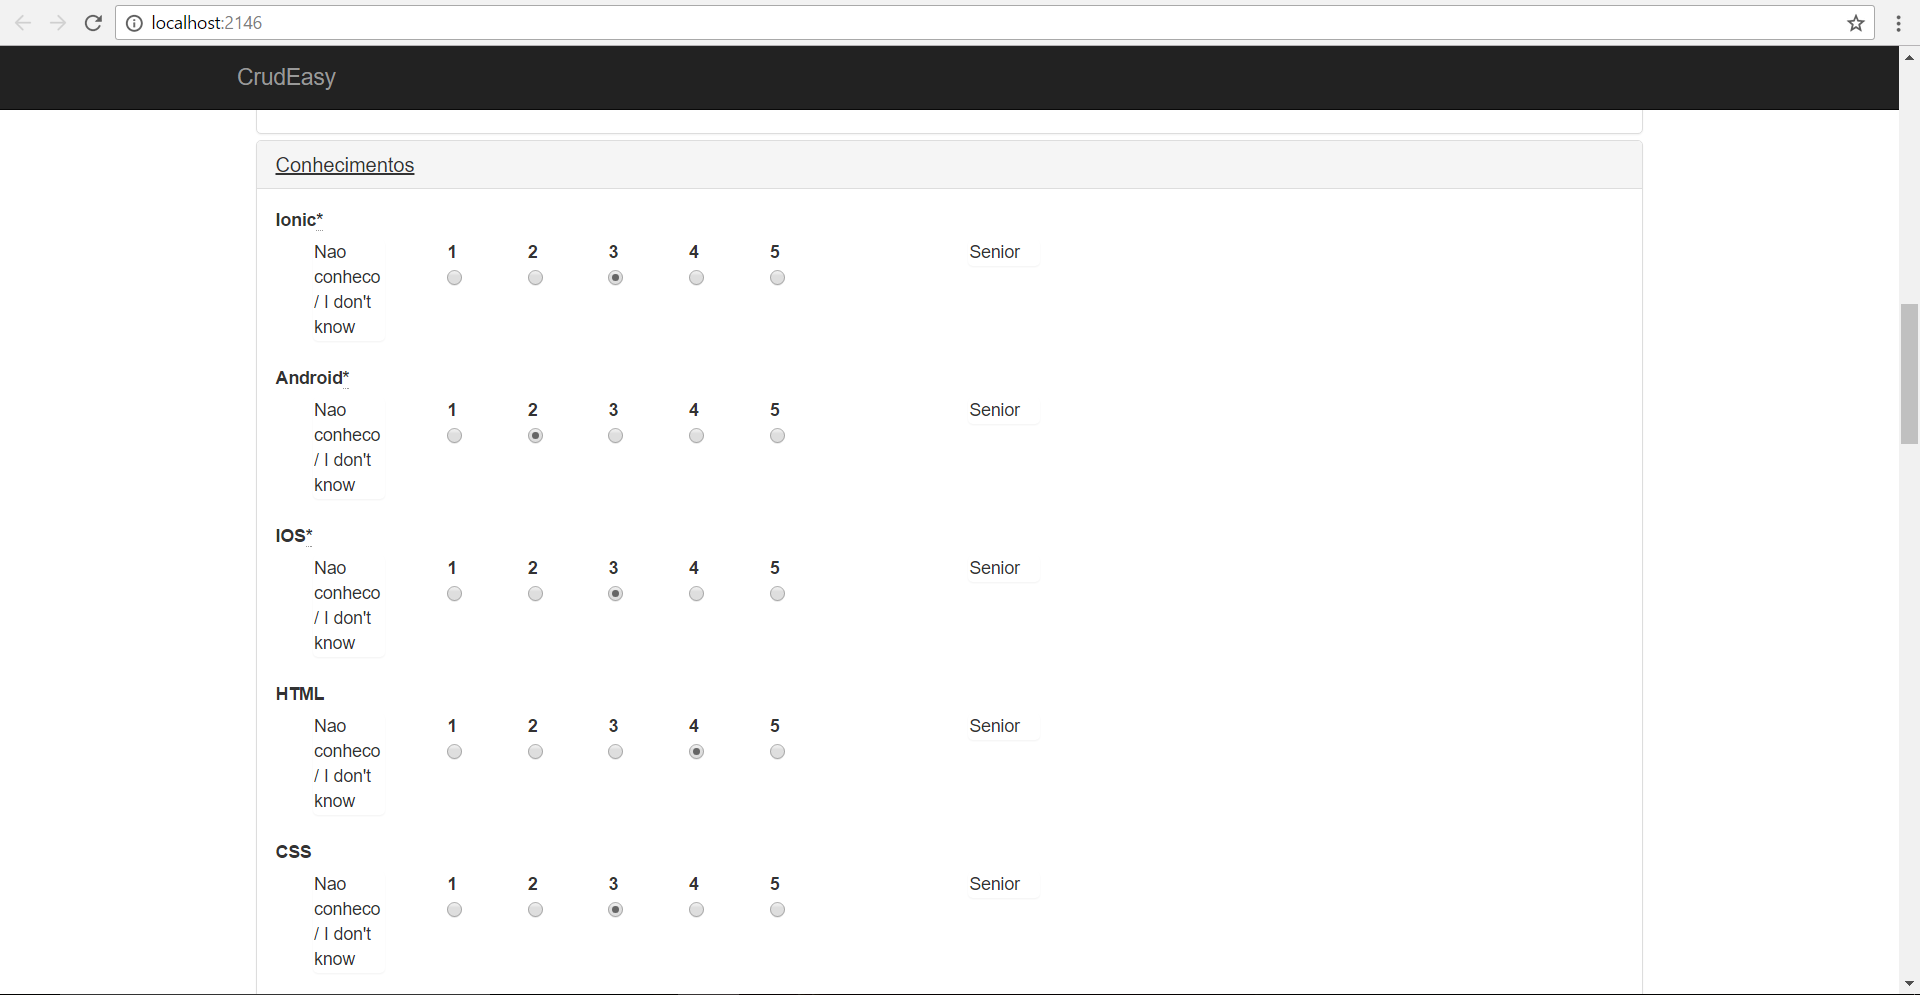 localhost:2146
CrudEasy
Conhecimentos
Ionic*
Nao conheco / I don't know 1 2 3 4 5 Senior
Android*
Nao conheco / I don't know 1 2 3 4 5 Senior
IOS*
Nao conheco / I don't know 1 2 3 4 5 Senior
HTML
Nao conheco / I don't know 1 2 3 4 5 Senior
CSS
Nao conheco / I don't know 1 2 3 4 5 Senior